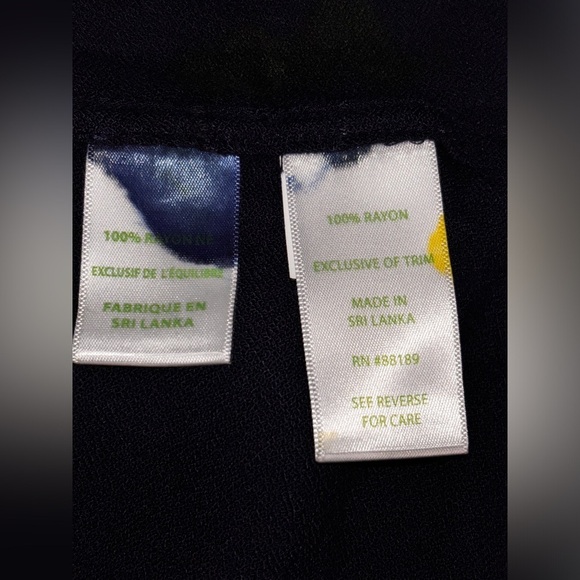 100% RAYONNE
EXCLUSIF DE L'ÉQUILIBRE
FABRIQUE EN
SRI LANKA
100% RAYON
EXCLUSIVE OF TRIM
MADE IN
SRI LANKA
RN #88189
SEE REVERSE
FOR CARE